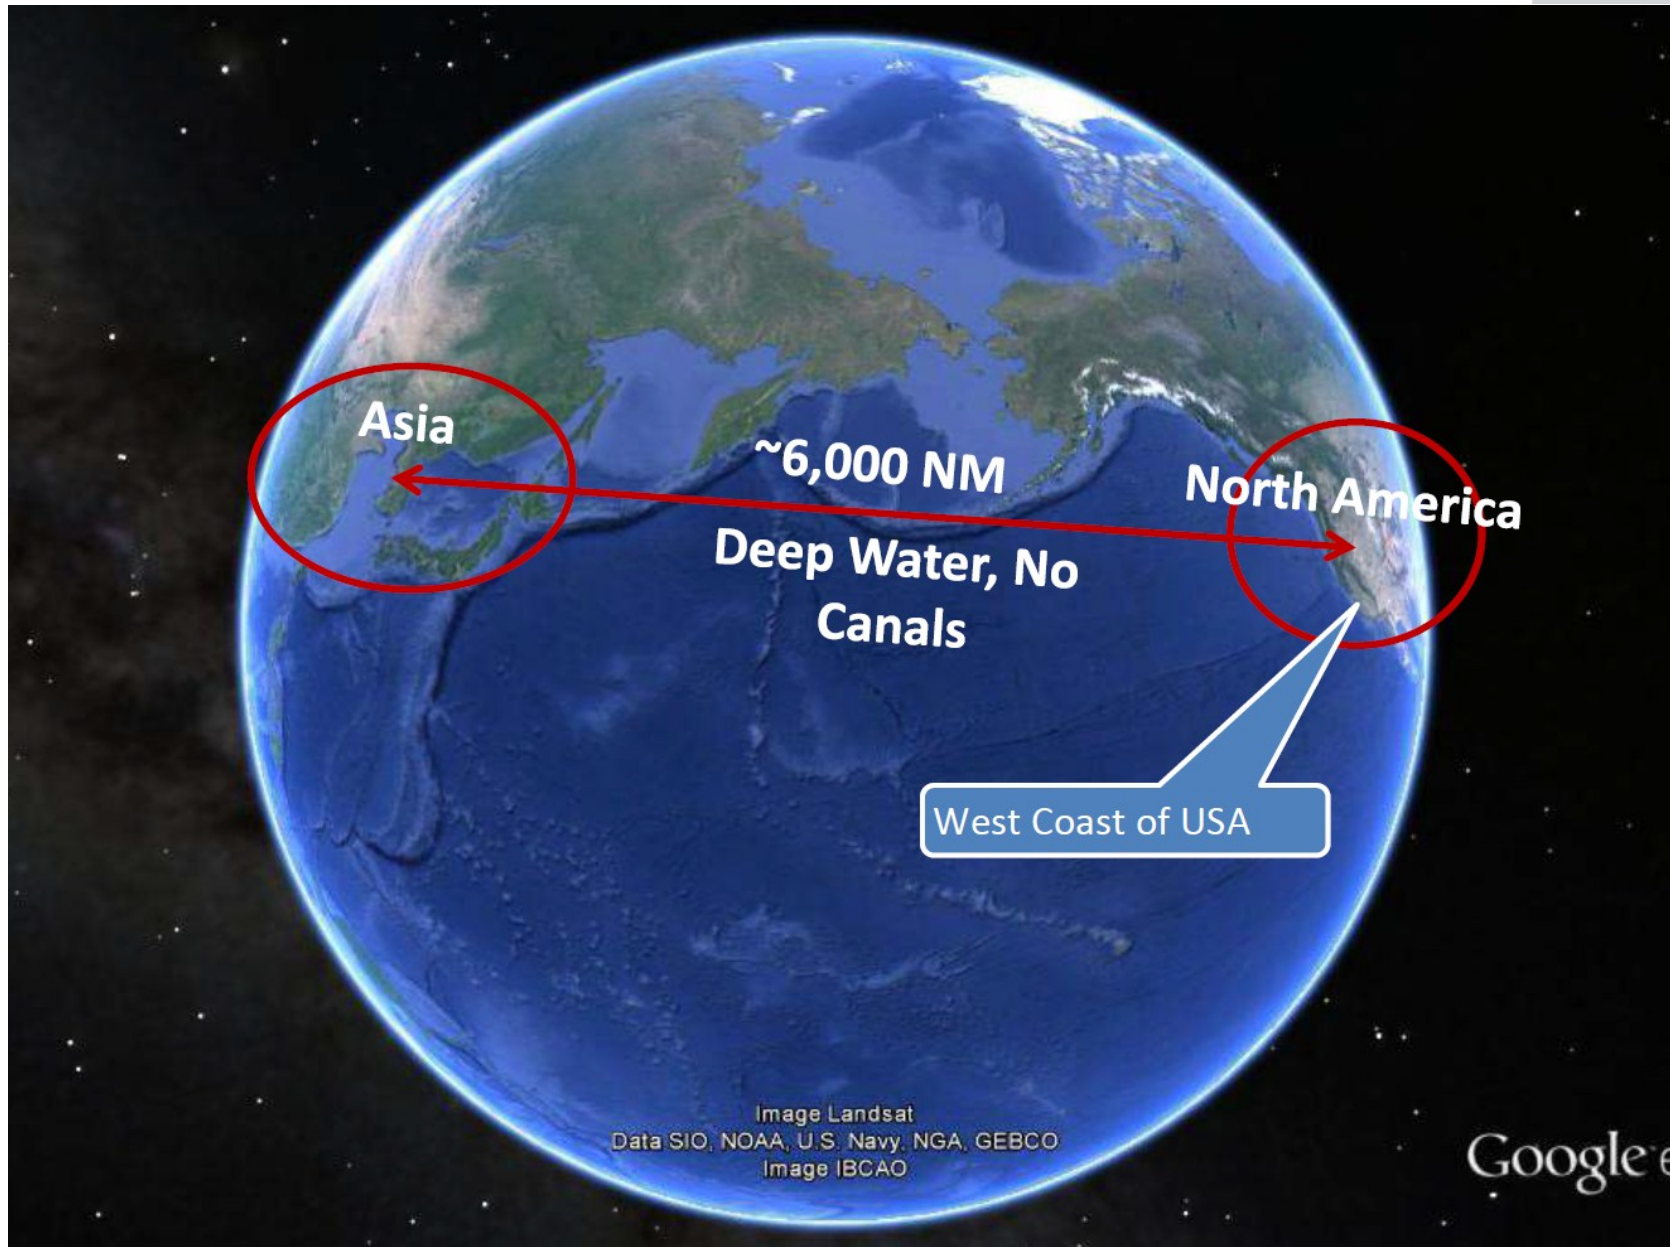 Asia
~6,000 NM
North America
Deep Water, No
Canals
West Coast of USA
Image Landsat
Data SIO, NOAA, U.S. Navy, NGA, GEBCO
Image IBCAO
Google e